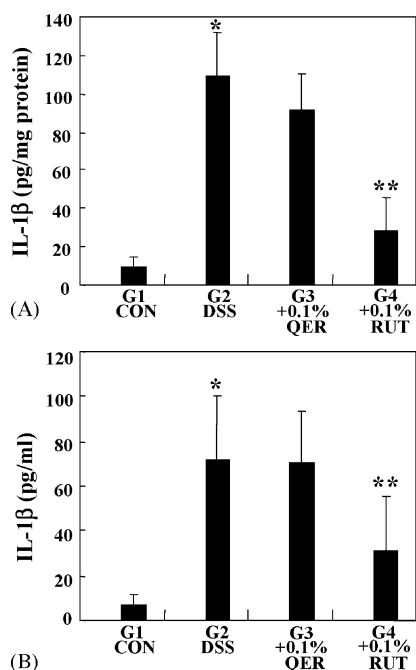 140
120
100
80
60
40
20
0
IL-1β (pg/mg protein)
*
**
G1 G2 G3 G4
CON DSS +0.1% +0.1%
QER RUT
(A)
120
100
80
60
40
20
0
IL-1β (pg/ml)
*
**
G1 G2 G3 G4
CON DSS +0.1% +0.1%
QER RUT
(B)